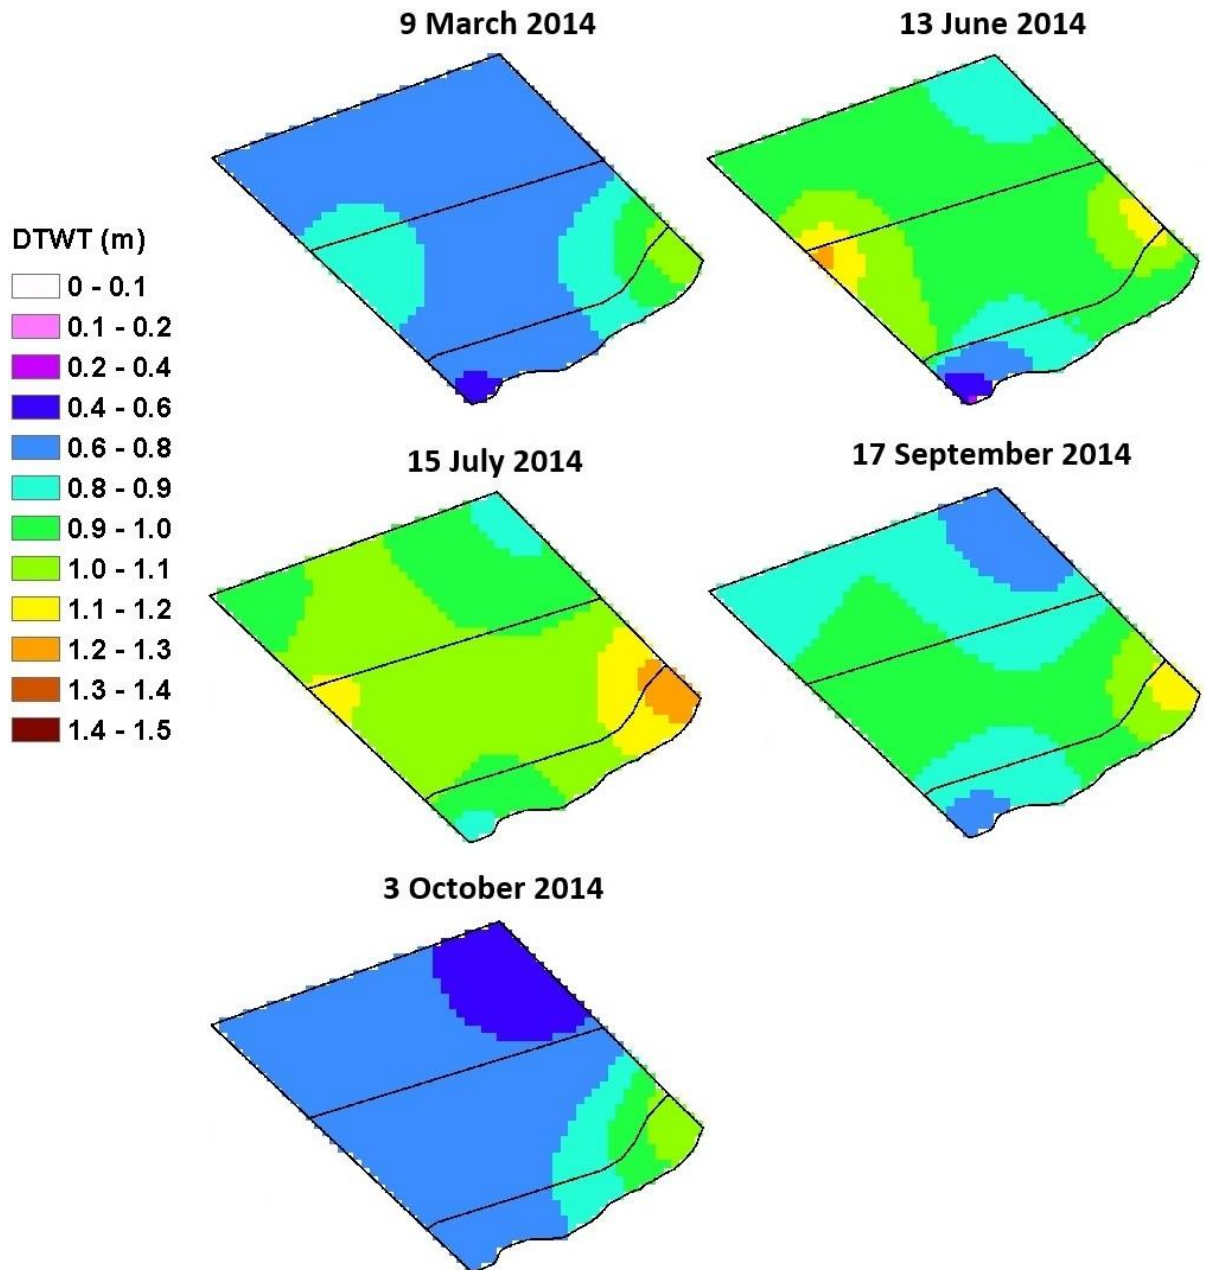 9 March 2014
13 June 2014
DTWT (m)
0 - 0.1
0.1 - 0.2
0.2 - 0.4
0.4 - 0.6
0.6 - 0.8
0.8 - 0.9
0.9 - 1.0
1.0 - 1.1
1.1 - 1.2
1.2 - 1.3
1.3 - 1.4
1.4 - 1.5
15 July 2014
17 September 2014
3 October 2014